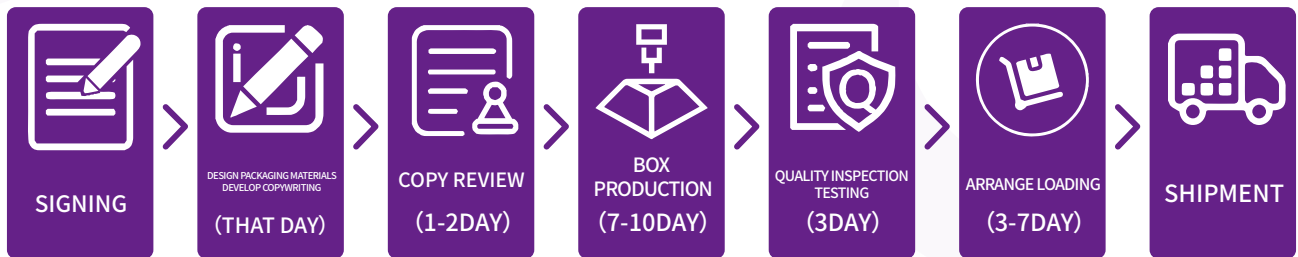 SIGNING
DESIGN PACKAGING MATERIALS
DEVELOP COPYWRITING
(THAT DAY)
COPY REVIEW
(1-2DAY)
BOX
PRODUCTION
(7-10DAY)
QUALITY INSPECTION
TESTING
(3DAY)
ARRANGE LOADING
(3-7DAY)
SHIPMENT